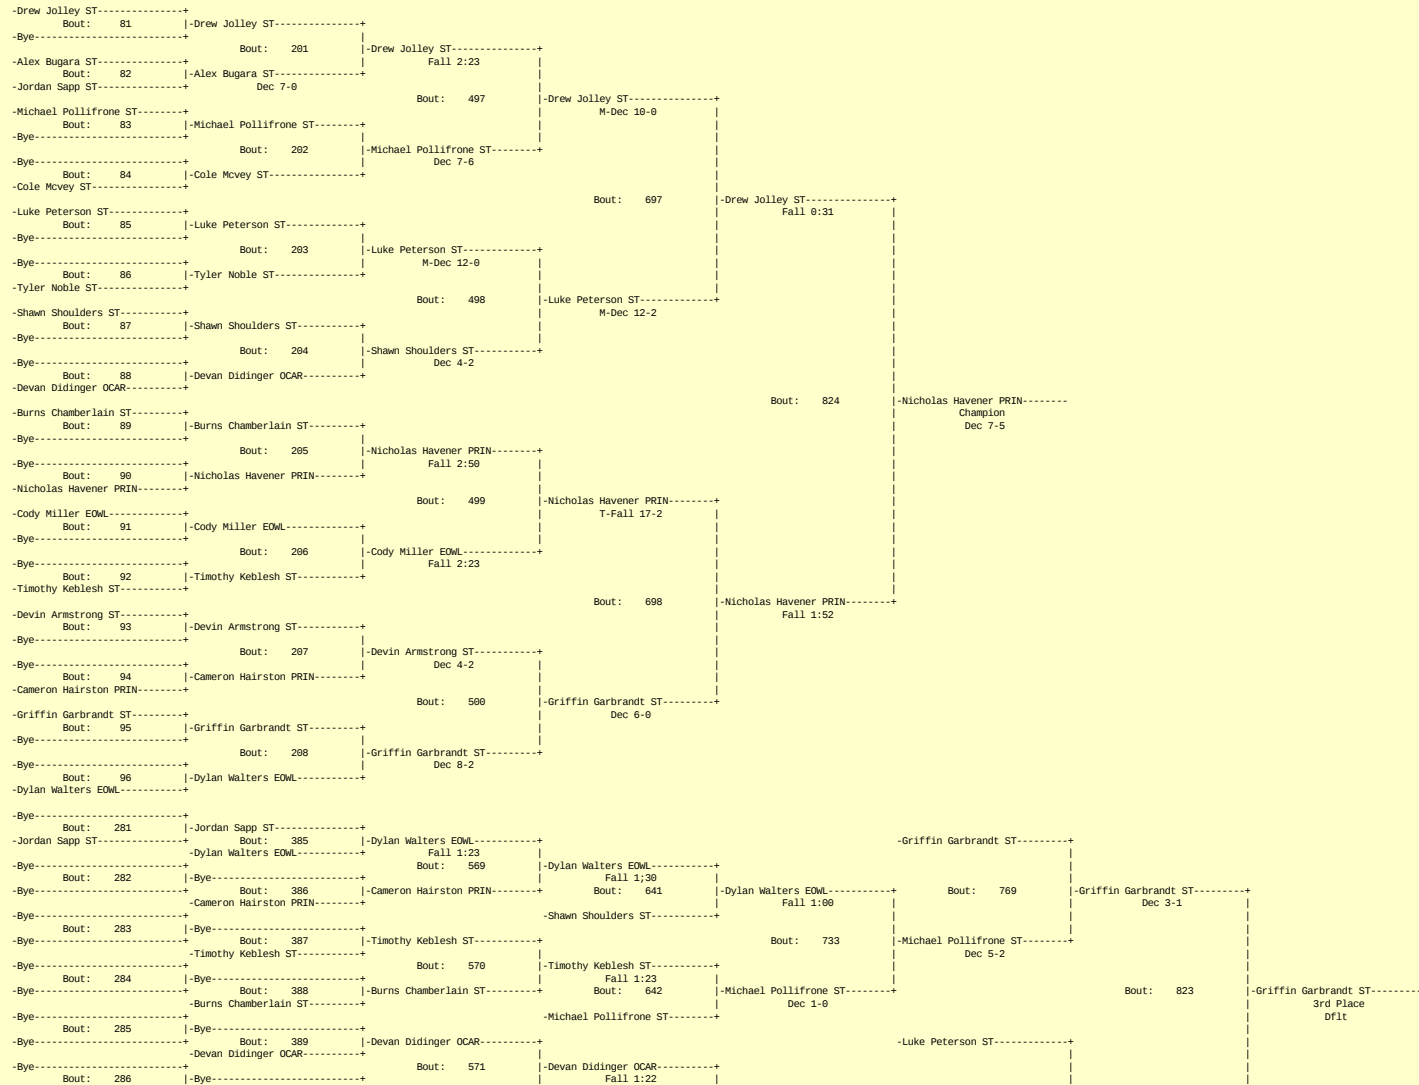 -Drew Jolley ST---------------+
Bout: 81 |-Drew Jolley ST---------------+
-Bye--------------------------+ |
Bout: 201 |-Drew Jolley ST---------------+
-Alex Bugara ST---------------+ | Fall 2:23 |
Bout: 82 |-Alex Bugara ST---------------+ |
-Jordan Sapp ST---------------+ Dec 7-0 |
Bout: 497 |-Drew Jolley ST---------------+
-Michael Pollifrone ST--------+ | M-Dec 10-0 |
Bout: 83 |-Michael Pollifrone ST--------+ | |
-Bye--------------------------+ | | |
Bout: 202 |-Michael Pollifrone ST--------+ |
-Bye--------------------------+ | Dec 7-6 |
Bout: 84 |-Cole Mcvey ST----------------+ |
-Cole Mcvey ST----------------+ |
Bout: 697 |-Drew Jolley ST---------------+
-Luke Peterson ST-------------+ | Fall 0:31 |
Bout: 85 |-Luke Peterson ST-------------+ | |
-Bye--------------------------+ | | |
Bout: 203 |-Luke Peterson ST-------------+ | |
-Bye--------------------------+ | M-Dec 12-0 | | |
Bout: 86 |-Tyler Noble ST---------------+ | | |
-Tyler Noble ST---------------+ | | |
Bout: 498 |-Luke Peterson ST-------------+ |
-Shawn Shoulders ST-----------+ | M-Dec 12-2 |
Bout: 87 |-Shawn Shoulders ST-----------+ | |
-Bye--------------------------+ | | |
Bout: 204 |-Shawn Shoulders ST-----------+ |
-Bye--------------------------+ | Dec 4-2 |
Bout: 88 |-Devan Didinger OCAR----------+ |
-Devan Didinger OCAR----------+ |
Bout: 824 |-Nicholas Havener PRIN--------
-Burns Chamberlain ST---------+ | Champion
Bout: 89 |-Burns Chamberlain ST---------+ | Dec 7-5
-Bye--------------------------+ | |
Bout: 205 |-Nicholas Havener PRIN--------+ |
-Bye--------------------------+ | Fall 2:50 | |
Bout: 90 |-Nicholas Havener PRIN--------+ | |
-Nicholas Havener PRIN--------+ | |
Bout: 499 |-Nicholas Havener PRIN--------+ |
-Cody Miller EOWL-------------+ | T-Fall 17-2 | |
Bout: 91 |-Cody Miller EOWL-------------+ | | |
-Bye--------------------------+ | | | |
Bout: 206 |-Cody Miller EOWL-------------+ | |
-Bye--------------------------+ | Fall 2:23 | |
Bout: 92 |-Timothy Keblesh ST-----------+ | |
-Timothy Keblesh ST-----------+ | |
Bout: 698 |-Nicholas Havener PRIN--------+
-Devin Armstrong ST-----------+ | Fall 1:52
Bout: 93 |-Devin Armstrong ST-----------+ |
-Bye--------------------------+ | |
Bout: 207 |-Devin Armstrong ST-----------+ |
-Bye--------------------------+ | Dec 4-2 | |
Bout: 94 |-Cameron Hairston PRIN--------+ | |
-Cameron Hairston PRIN--------+ | |
Bout: 500 |-Griffin Garbrandt ST---------+
-Griffin Garbrandt ST---------+ | Dec 6-0
Bout: 95 |-Griffin Garbrandt ST---------+ |
-Bye--------------------------+ | |
Bout: 208 |-Griffin Garbrandt ST---------+
-Bye--------------------------+ | Dec 8-2
Bout: 96 |-Dylan Walters EOWL-----------+
-Dylan Walters EOWL-----------+
-Bye--------------------------+
Bout: 281 |-Jordan Sapp ST---------------+
-Jordan Sapp ST---------------+ Bout: 385 |-Dylan Walters EOWL-----------+ -Griffin Garbrandt ST---------+
-Dylan Walters EOWL-----------+ Fall 1:23 | |
-Bye--------------------------+ Bout: 569 |-Dylan Walters EOWL-----------+ |
Bout: 282 |-Bye--------------------------+ | Fall 1;30 | |
-Bye--------------------------+ Bout: 386 |-Cameron Hairston PRIN--------+ Bout: 641 |-Dylan Walters EOWL-----------+ Bout: 769 |-Griffin Garbrandt ST---------+
-Cameron Hairston PRIN--------+ | Fall 1:00 | | Dec 3-1 |
-Bye--------------------------+ -Shawn Shoulders ST-----------+ | | |
Bout: 283 |-Bye--------------------------+ | | |
-Bye--------------------------+ Bout: 387 |-Timothy Keblesh ST-----------+ Bout: 733 |-Michael Pollifrone ST--------+ |
-Timothy Keblesh ST-----------+ | | Dec 5-2 |
-Bye--------------------------+ Bout: 570 |-Timothy Keblesh ST-----------+ | |
Bout: 284 |-Bye--------------------------+ | Fall 1:23 | | |
-Bye--------------------------+ Bout: 388 |-Burns Chamberlain ST---------+ Bout: 642 |-Michael Pollifrone ST--------+ Bout: 823 |-Griffin Garbrandt ST--------
-Burns Chamberlain ST---------+ | Dec 1-0 | 3rd Place
-Bye--------------------------+ -Michael Pollifrone ST--------+ | Dflt
Bout: 285 |-Bye--------------------------+ |
-Bye--------------------------+ Bout: 389 |-Devan Didinger OCAR----------+ -Luke Peterson ST-------------+ |
-Devan Didinger OCAR----------+ | | |
-Bye--------------------------+ Bout: 571 |-Devan Didinger OCAR----------+ | |
Bout: 286 |-Bye--------------------------+ | Fall 1:22 | | |